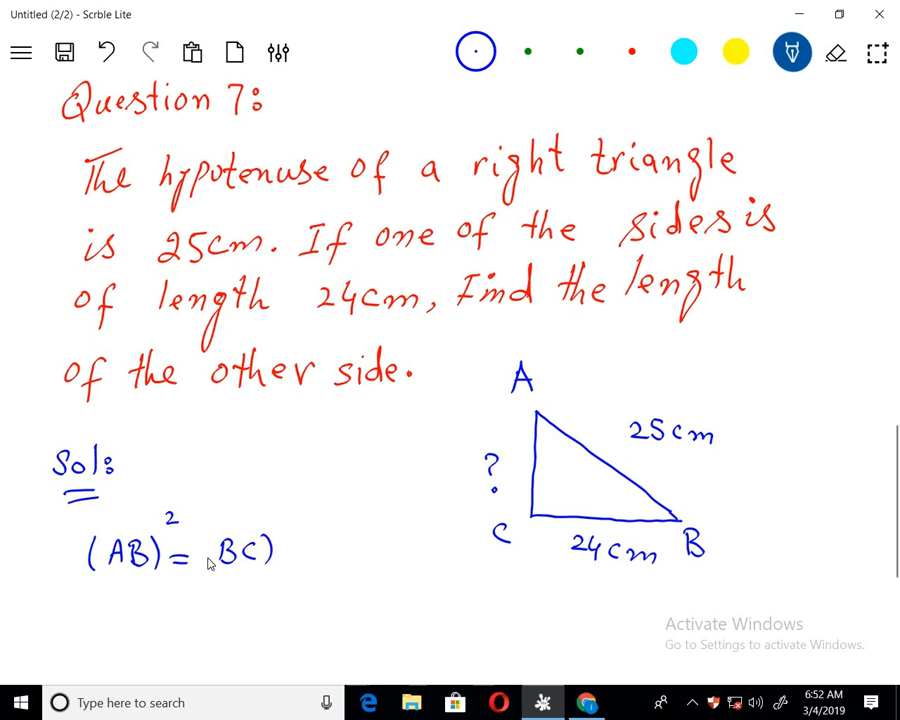 Untitled (2/2) - Scrble Lite
Question 7:
The hypotenuse of a right triangle
is 25cm. If one of the sides is
of length 24cm, Find the length
of the other side.
A
25cm
Sol:
?
C
24cm B
(AB)² = BC)
Activate Windows
Go to Settings to activate Windows.
Type here to search
6:52 AM
3/4/2019